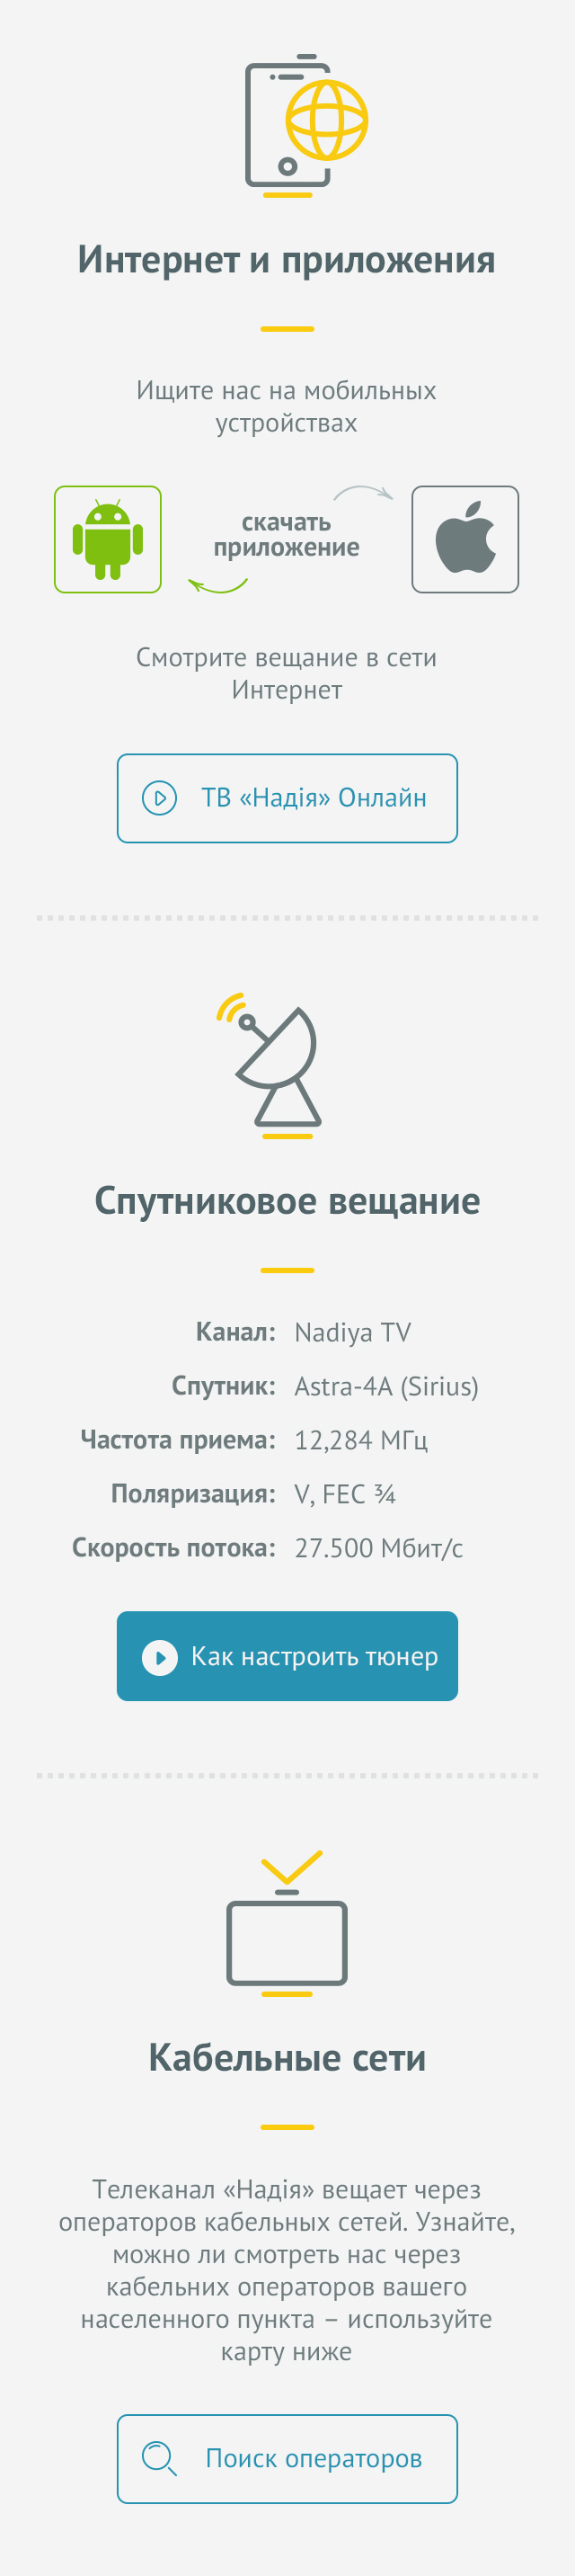 Интернет и приложения
Ищите нас на мобильных
устройствах
скачать
приложение
Смотрите вещание в сети
Интернет
ТВ «Надія» Онлайн
Спутниковое вещание
Канал: Nadiya TV
Спутник: Astra-4A (Sirius)
Частота приема: 12,284 МГц
Поляризация: V, FEC ¾
Скорость потока: 27.500 Мбит/с
Как настроить тюнер
Кабельные сети
Телеканал «Надія» вещает через
операторов кабельных сетей. Узнайте,
можно ли смотреть нас через
кабельних операторов вашего
населенного пункта – используйте
карту ниже
Поиск операторов